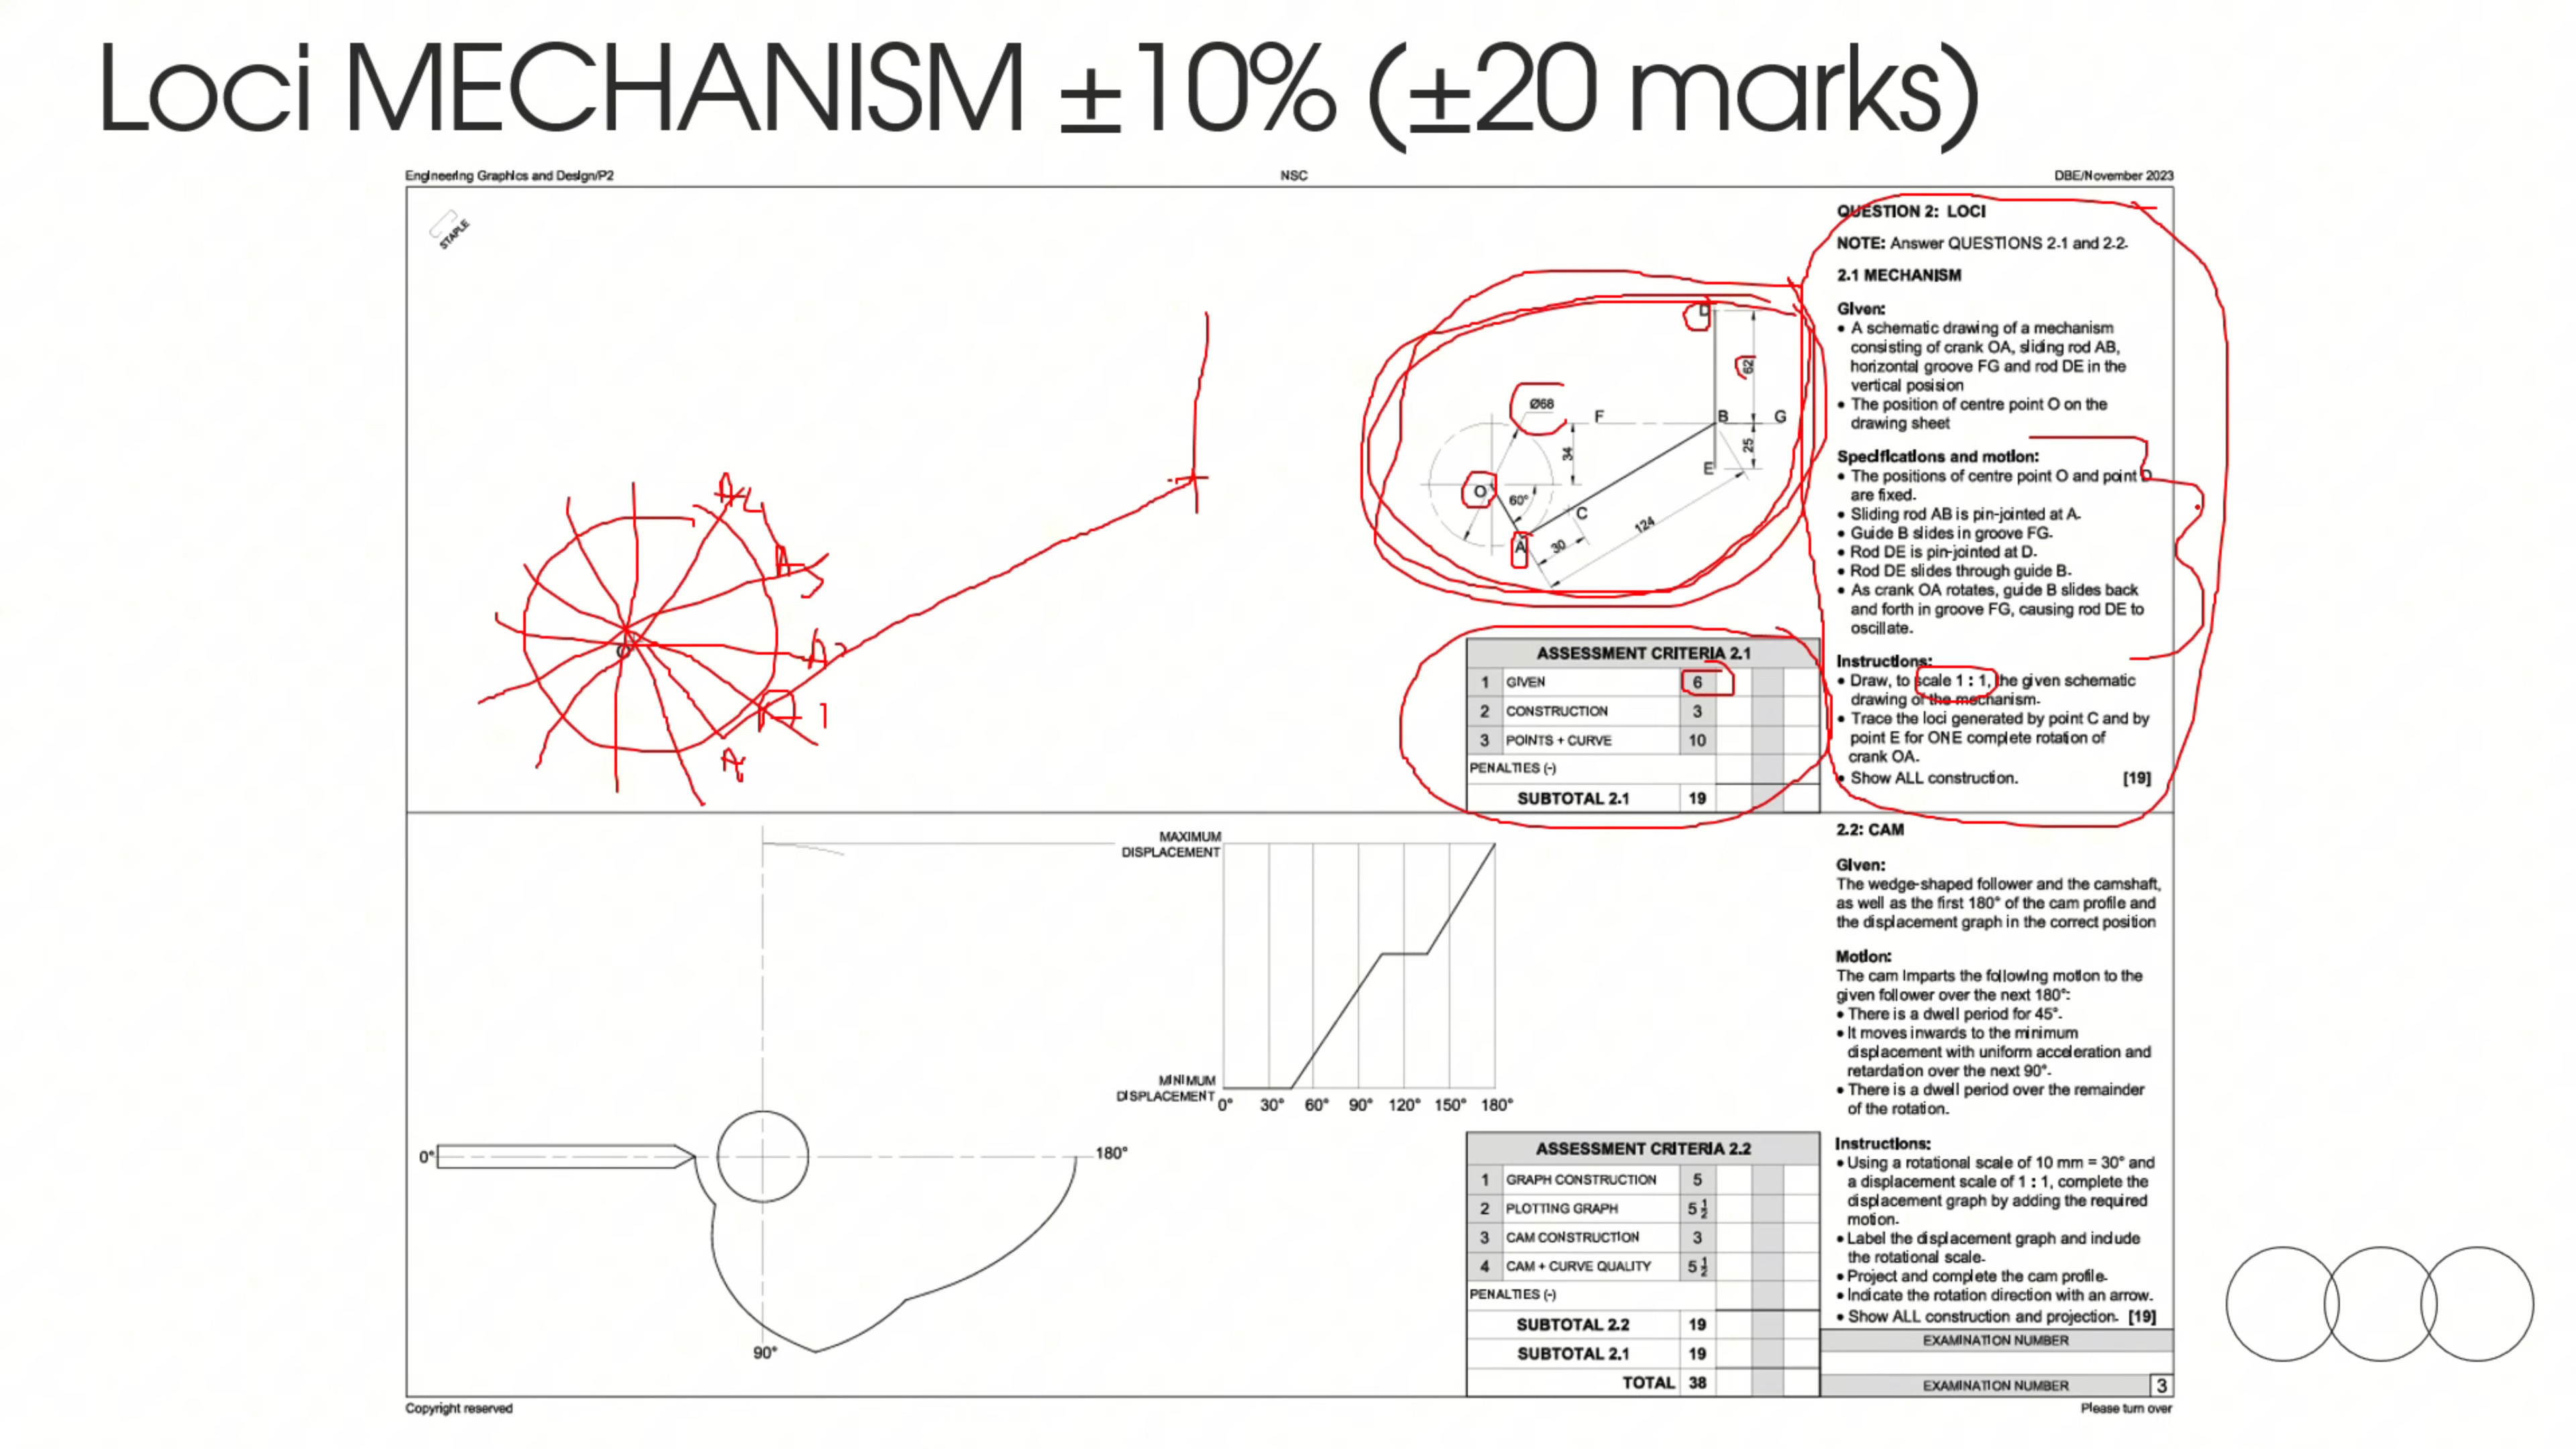 Loci MECHANISM ±10% (±20 marks)
Engineering Graphics and Design/P2
NSC
DBE/November 2023
STAPLE
O
A
A1
A2
A3
A4
D
62
Ø68
F
B
G
34
25
E
O
60°
C
A
30
124
ASSESSMENT CRITERIA 2.1
1 GIVEN 6
2 CONSTRUCTION 3
3 POINTS + CURVE 10
PENALTIES (-)
SUBTOTAL 2.1 19
QUESTION 2: LOCI
NOTE: Answer QUESTIONS 2.1 and 2.2.
2.1 MECHANISM
Given:
• A schematic drawing of a mechanism
consisting of crank OA, sliding rod AB,
horizontal groove FG and rod DE in the
vertical posision
• The position of centre point O on the
drawing sheet
Specifications and motion:
• The positions of centre point O and point D
are fixed.
• Sliding rod AB is pin-jointed at A.
• Guide B slides in groove FG.
• Rod DE is pin-jointed at D.
• Rod DE slides through guide B.
• As crank OA rotates, guide B slides back
and forth in groove FG, causing rod DE to
oscillate.
Instructions:
• Draw, to scale 1 : 1, the given schematic
drawing of the mechanism.
• Trace the loci generated by point C and by
point E for ONE complete rotation of
crank OA.
• Show ALL construction. [19]
MAXIMUM
DISPLACEMENT
MINIMUM
DISPLACEMENT
0° 30° 60° 90° 120° 150° 180°
0°
180°
90°
2.2: CAM
Given:
The wedge-shaped follower and the camshaft,
as well as the first 180° of the cam profile and
the displacement graph in the correct position
Motion:
The cam imparts the following motion to the
given follower over the next 180°:
• There is a dwell period for 45°.
• It moves inwards to the minimum
displacement with uniform acceleration and
retardation over the next 90°.
• There is a dwell period over the remainder
of the rotation.
Instructions:
• Using a rotational scale of 10 mm = 30° and
a displacement scale of 1 : 1, complete the
displacement graph by adding the required
motion.
• Label the displacement graph and include
the rotational scale.
• Project and complete the cam profile.
• Indicate the rotation direction with an arrow.
• Show ALL construction and projection. [19]
ASSESSMENT CRITERIA 2.2
1 GRAPH CONSTRUCTION 5
2 PLOTTING GRAPH 5 1/2
3 CAM CONSTRUCTION 3
4 CAM + CURVE QUALITY 5 1/2
PENALTIES (-)
SUBTOTAL 2.2 19
SUBTOTAL 2.1 19
TOTAL 38
EXAMINATION NUMBER
EXAMINATION NUMBER
3
Copyright reserved
Please turn over